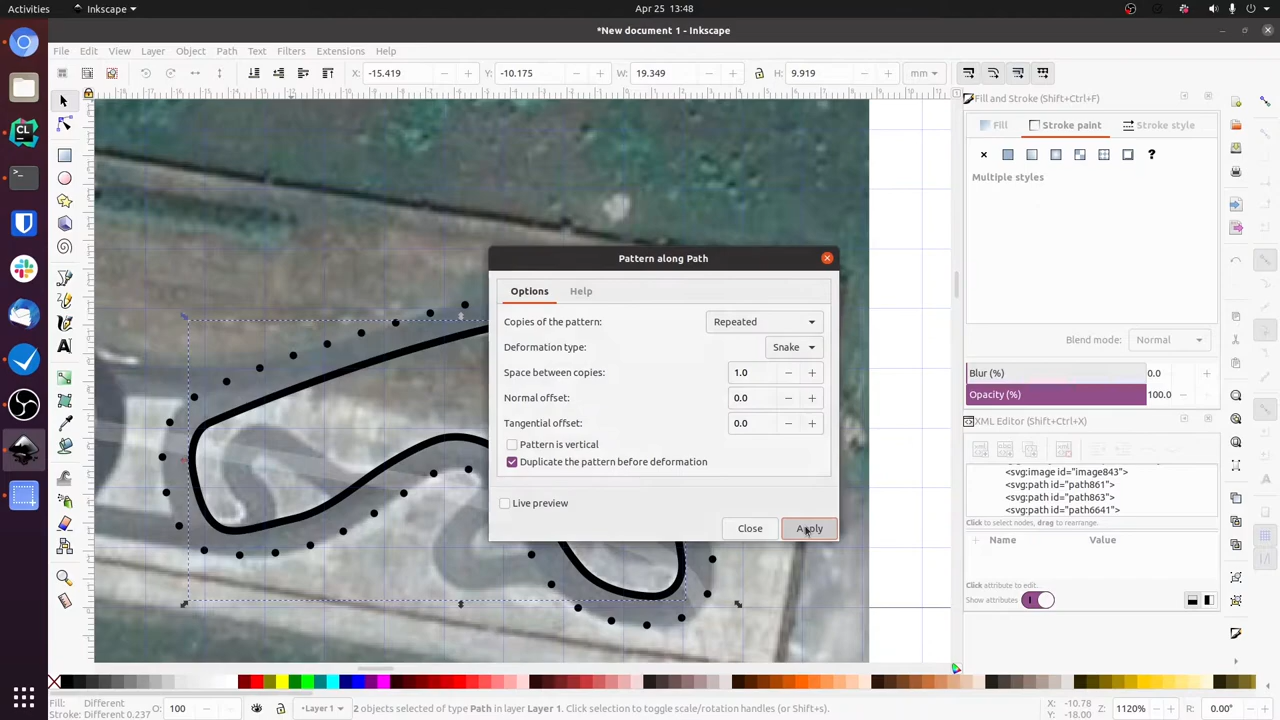 Activities
Inkscape
Apr 25 13:48
*New document 1 - Inkscape
File Edit View Layer Object Path Text Filters Extensions Help
X: -15.419 Y: -10.175 W: 19.349 H: 9.919 mm
Fill and Stroke (Shift+Ctrl+F)
Fill Stroke paint Stroke style
?
Multiple styles
Blend mode: Normal
Blur (%) 0.0
Opacity (%) 100.0
XML Editor (Shift+Ctrl+X)
<svg:image id="image843">
<svg:path id="path861">
<svg:path id="path863">
<svg:path id="path6641">
Click to select nodes, drag to rearrange.
Name Value
Click attribute to edit.
Show attributes
Pattern along Path
Options Help
Copies of the pattern: Repeated
Deformation type: Snake
Space between copies: 1.0
Normal offset: 0.0
Tangential offset: 0.0
Pattern is vertical
Duplicate the pattern before deformation
Live preview
Close Apply
Fill: Different
Stroke: Different 0.237
O: 100
Layer 1
2 objects selected of type Path in layer Layer 1. Click selection to toggle scale/rotation handles (or Shift+s).
X: -10.78
Y: -18.00
Z: 1120%
R: 0.00°